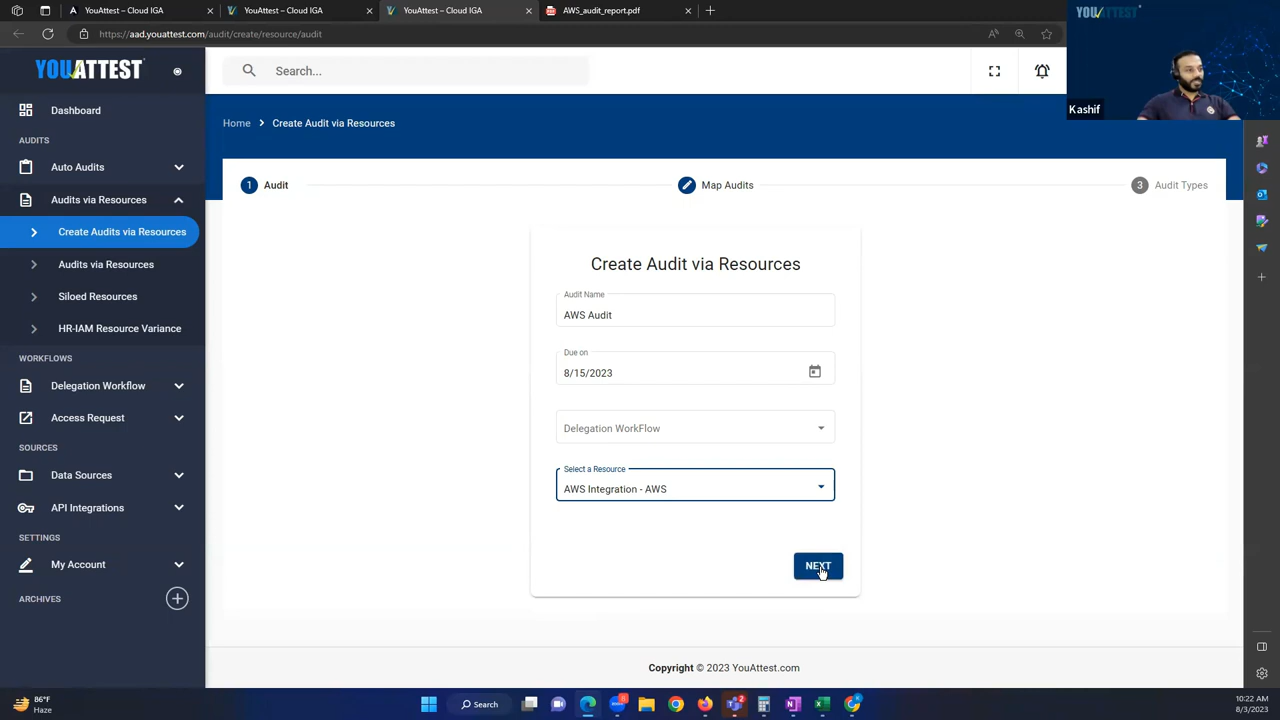 YouAttest – Cloud IGA
YouAttest – Cloud IGA
YouAttest – Cloud IGA
AWS_audit_report.pdf
https://aad.youattest.com/audit/create/resource/audit
YOUATTEST
Search...
YOUATTEST
Kashif
Dashboard
AUDITS
Auto Audits
Audits via Resources
Create Audits via Resources
Audits via Resources
Siloed Resources
HR-IAM Resource Variance
WORKFLOWS
Delegation Workflow
Access Request
SOURCES
Data Sources
API Integrations
SETTINGS
My Account
ARCHIVES
Home > Create Audit via Resources
1 Audit
Map Audits
3 Audit Types
Create Audit via Resources
Audit Name
AWS Audit
Due on
8/15/2023
Delegation WorkFlow
Select a Resource
AWS Integration - AWS
NEXT
Copyright © 2023 YouAttest.com
86°F
Haze
Search
10:22 AM
8/3/2023